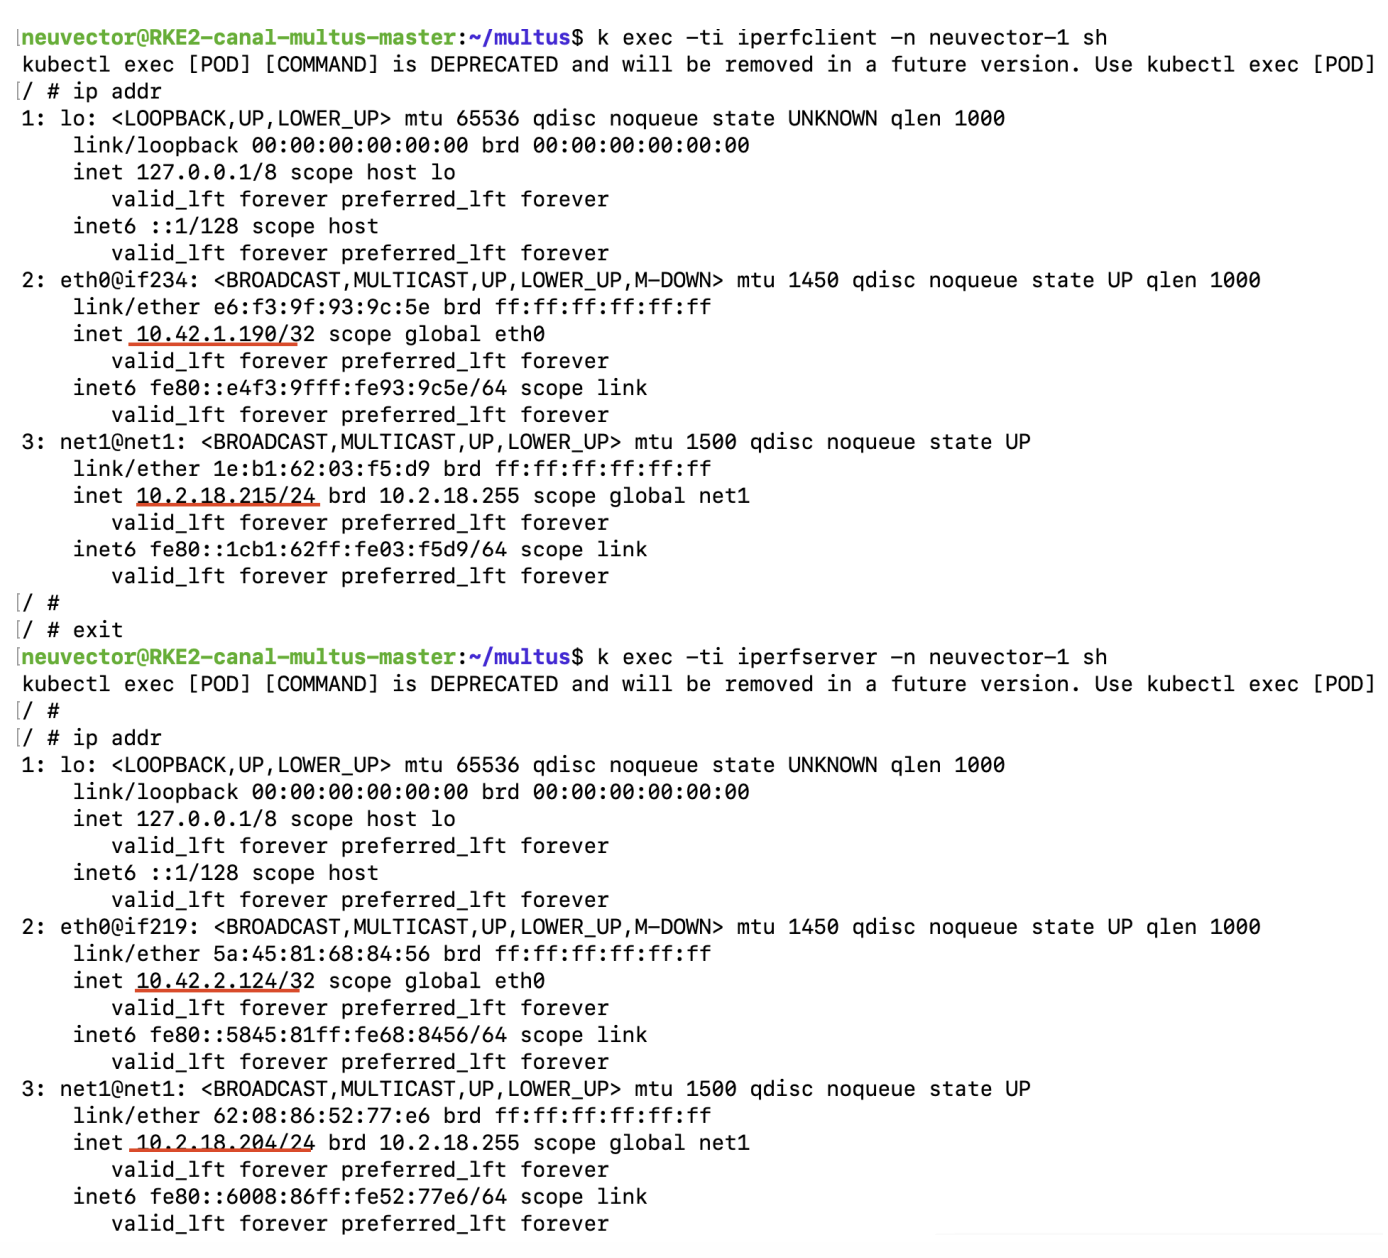 neuvector@RKE2-canal-multus-master:~/multus$ k exec -ti iperfclient -n neuvector-1 sh
kubectl exec [POD] [COMMAND] is DEPRECATED and will be removed in a future version. Use kubectl exec [POD]
[/ # ip addr
1: lo: <LOOPBACK,UP,LOWER_UP> mtu 65536 qdisc noqueue state UNKNOWN qlen 1000
    link/loopback 00:00:00:00:00:00 brd 00:00:00:00:00:00
    inet 127.0.0.1/8 scope host lo
       valid_lft forever preferred_lft forever
    inet6 ::1/128 scope host
       valid_lft forever preferred_lft forever
2: eth0@if234: <BROADCAST,MULTICAST,UP,LOWER_UP,M-DOWN> mtu 1450 qdisc noqueue state UP qlen 1000
    link/ether e6:f3:9f:93:9c:5e brd ff:ff:ff:ff:ff:ff
    inet 10.42.1.190/32 scope global eth0
       valid_lft forever preferred_lft forever
    inet6 fe80::e4f3:9fff:fe93:9c5e/64 scope link
       valid_lft forever preferred_lft forever
3: net1@net1: <BROADCAST,MULTICAST,UP,LOWER_UP> mtu 1500 qdisc noqueue state UP
    link/ether 1e:b1:62:03:f5:d9 brd ff:ff:ff:ff:ff:ff
    inet 10.2.18.215/24 brd 10.2.18.255 scope global net1
       valid_lft forever preferred_lft forever
    inet6 fe80::1cb1:62ff:fe03:f5d9/64 scope link
       valid_lft forever preferred_lft forever
[/ #
[/ # exit
[neuvector@RKE2-canal-multus-master:~/multus$ k exec -ti iperfserver -n neuvector-1 sh
kubectl exec [POD] [COMMAND] is DEPRECATED and will be removed in a future version. Use kubectl exec [POD]
[/ #
[/ # ip addr
1: lo: <LOOPBACK,UP,LOWER_UP> mtu 65536 qdisc noqueue state UNKNOWN qlen 1000
    link/loopback 00:00:00:00:00:00 brd 00:00:00:00:00:00
    inet 127.0.0.1/8 scope host lo
       valid_lft forever preferred_lft forever
    inet6 ::1/128 scope host
       valid_lft forever preferred_lft forever
2: eth0@if219: <BROADCAST,MULTICAST,UP,LOWER_UP,M-DOWN> mtu 1450 qdisc noqueue state UP qlen 1000
    link/ether 5a:45:81:68:84:56 brd ff:ff:ff:ff:ff:ff
    inet 10.42.2.124/32 scope global eth0
       valid_lft forever preferred_lft forever
    inet6 fe80::5845:81ff:fe68:8456/64 scope link
       valid_lft forever preferred_lft forever
3: net1@net1: <BROADCAST,MULTICAST,UP,LOWER_UP> mtu 1500 qdisc noqueue state UP
    link/ether 62:08:86:52:77:e6 brd ff:ff:ff:ff:ff:ff
    inet 10.2.18.204/24 brd 10.2.18.255 scope global net1
       valid_lft forever preferred_lft forever
    inet6 fe80::6008:86ff:fe52:77e6/64 scope link
       valid_lft forever preferred_lft forever